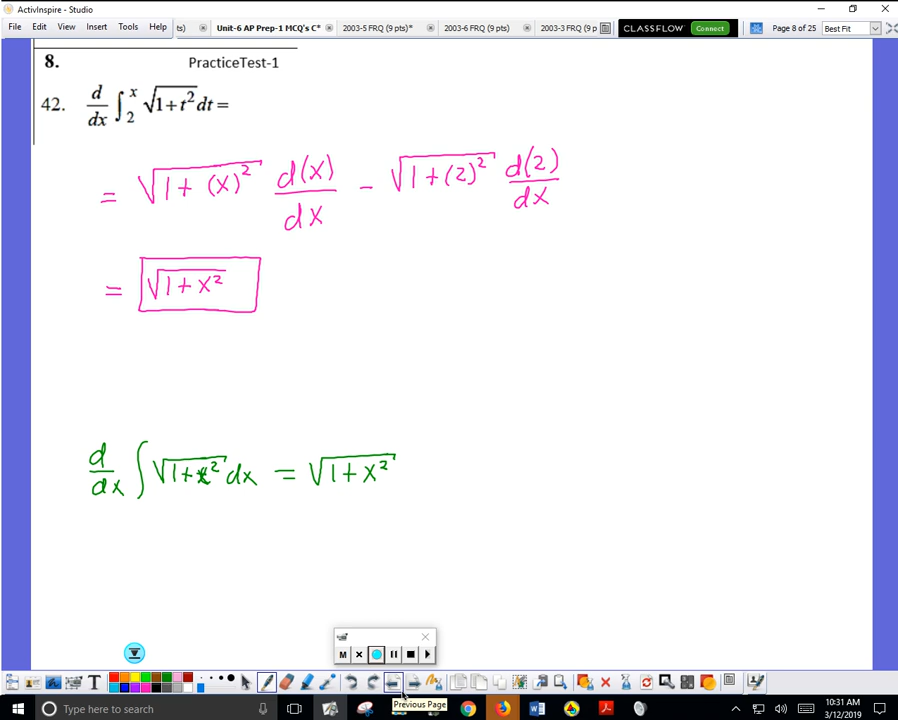 ActivInspire - Studio
File Edit View Insert Tools Help
ts) Unit-6 AP Prep-1 MCQ's C* 2003-5 FRQ (9 pts)* 2003-6 FRQ (9 pts) 2003-3 FRQ (9 p CLASSFLOW Connect Page 8 of 25 Best Fit
8. PracticeTest-1
42. d/dx ∫₂ˣ √(1+t²) dt =
= √(1 + (x)²) d(x)/dx − √(1 + (2)²) d(2)/dx
= √(1 + x²)
d/dx ∫ √(1+x²) dx = √(1 + x²)
M
T
Previous Page
Type here to search
10:31 AM
3/12/2019